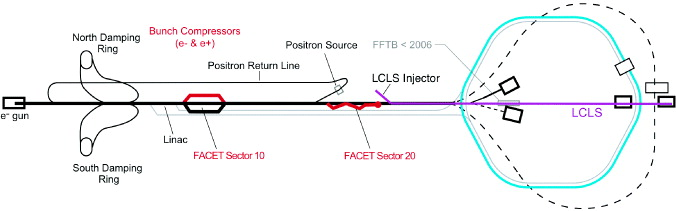 North Damping
Ring
Bunch Compressors
(e- & e+)
Positron Source
Positron Return Line
FFTB < 2006
LCLS Injector
e- gun
Linac
LCLS
FACET Sector 10
FACET Sector 20
South Damping
Ring